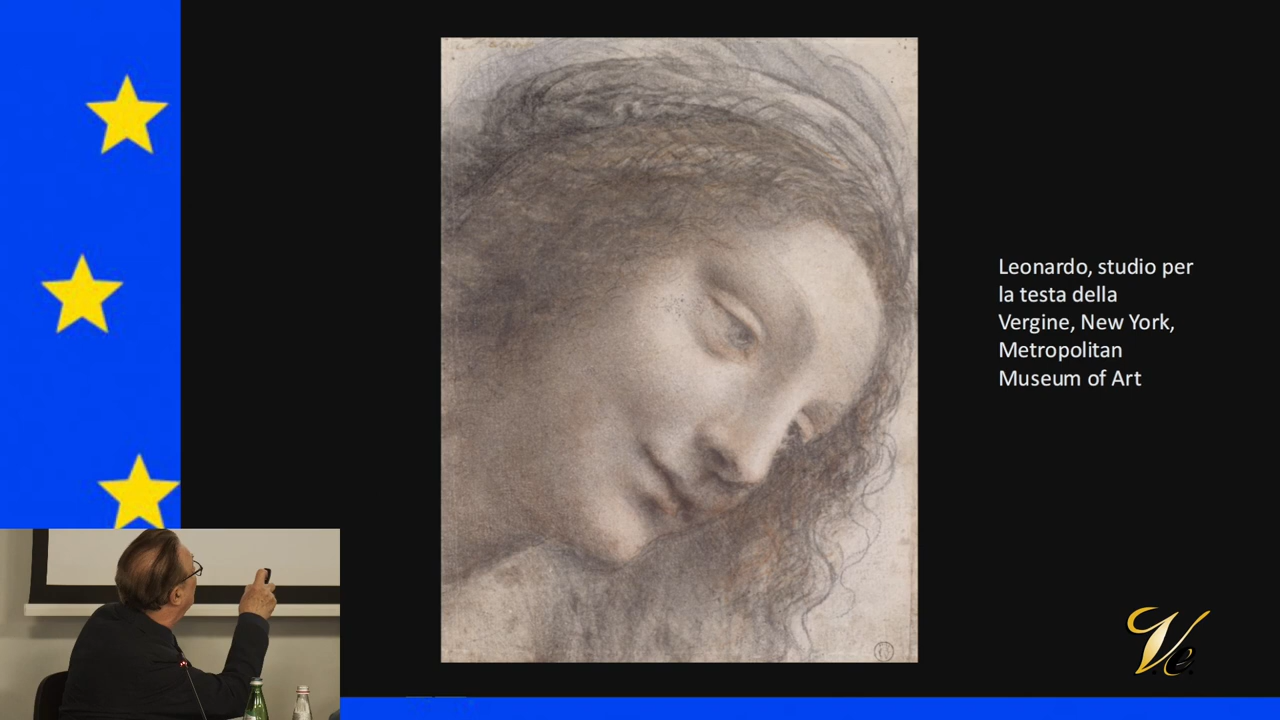 Leonardo, studio per
la testa della
Vergine, New York,
Metropolitan
Museum of Art
V.e.